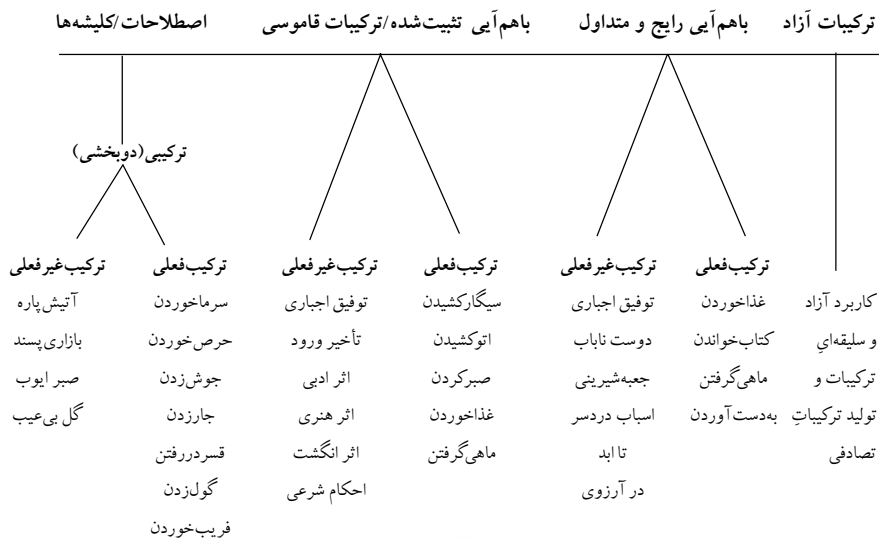 ترکیبات آزاد    باهم‌آیی رایج و متداول    باهم‌آیی تثبیت‌شده/ترکیبات قاموسی    اصطلاحات/کلیشه‌ها
ترکیبی(دوبخشی)
ترکیب‌فعلی    ترکیب‌غیرفعلی    ترکیب‌فعلی    ترکیب‌غیرفعلی    ترکیب‌فعلی    ترکیب‌غیرفعلی
کاربرد آزاد    غذاخوردن    توفیق اجباری    سیگارکشیدن    توفیق اجباری    سرماخوردن    آتیش‌پاره
و سلیقه‌ایِ    کتاب‌خواندن    دوست ناباب    اتوکشیدن    تأخیر ورود    حرص‌خوردن    بازاری‌پسند
ترکیبات و    ماهی‌گرفتن    جعبه‌شیرینی    صبرکردن    اثر ادبی    جوش‌زدن    صبر ایوب
تولید ترکیباتِ    به‌دست‌آوردن    اسباب دردسر    غذاخوردن    اثر هنری    جارزدن    گل بی‌عیب
تصادفی    تا ابد    ماهی‌گرفتن    اثر انگشت    قسردررفتن
در آرزوی    احکام شرعی    گول‌زدن
فریب‌خوردن